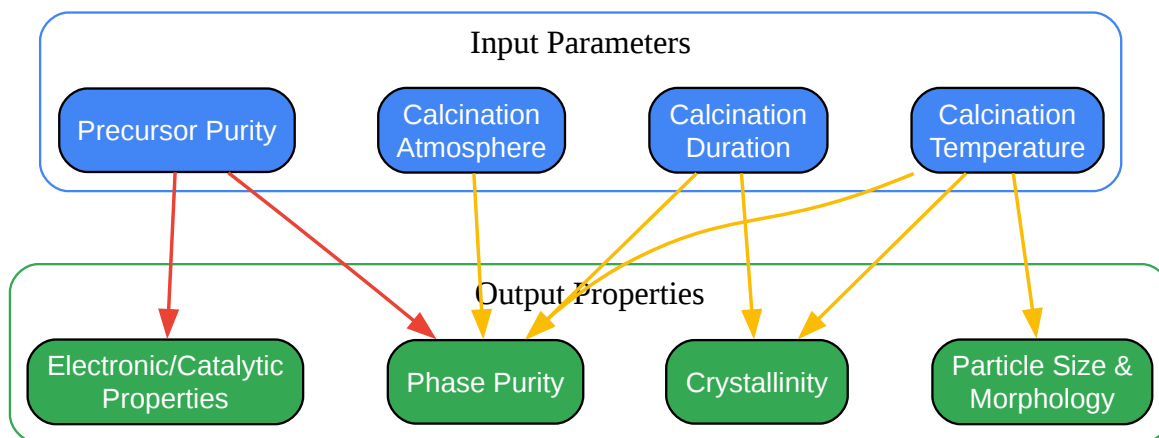 Input Parameters
Precursor Purity
Calcination
Atmosphere
Calcination
Duration
Calcination
Temperature
Output Properties
Electronic/Catalytic
Properties
Phase Purity
Crystallinity
Particle Size &
Morphology